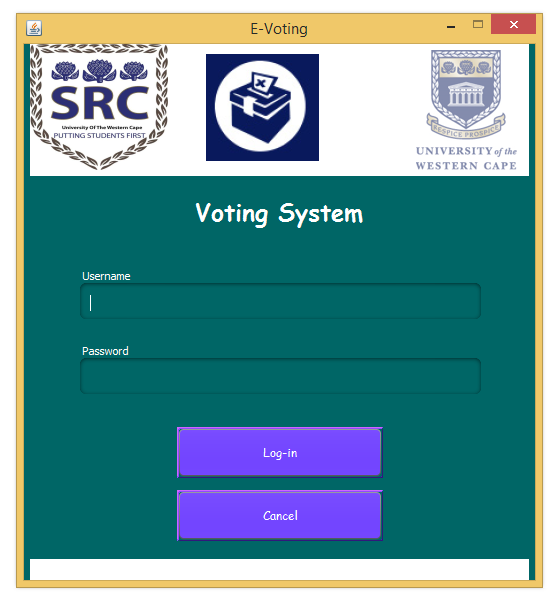 E-Voting
SRC
University Of The Western Cape
PUTTING STUDENTS FIRST
RESPICE PROSPICE
UNIVERSITY of the
WESTERN CAPE
Voting System
Username
Password
Log-in
Cancel